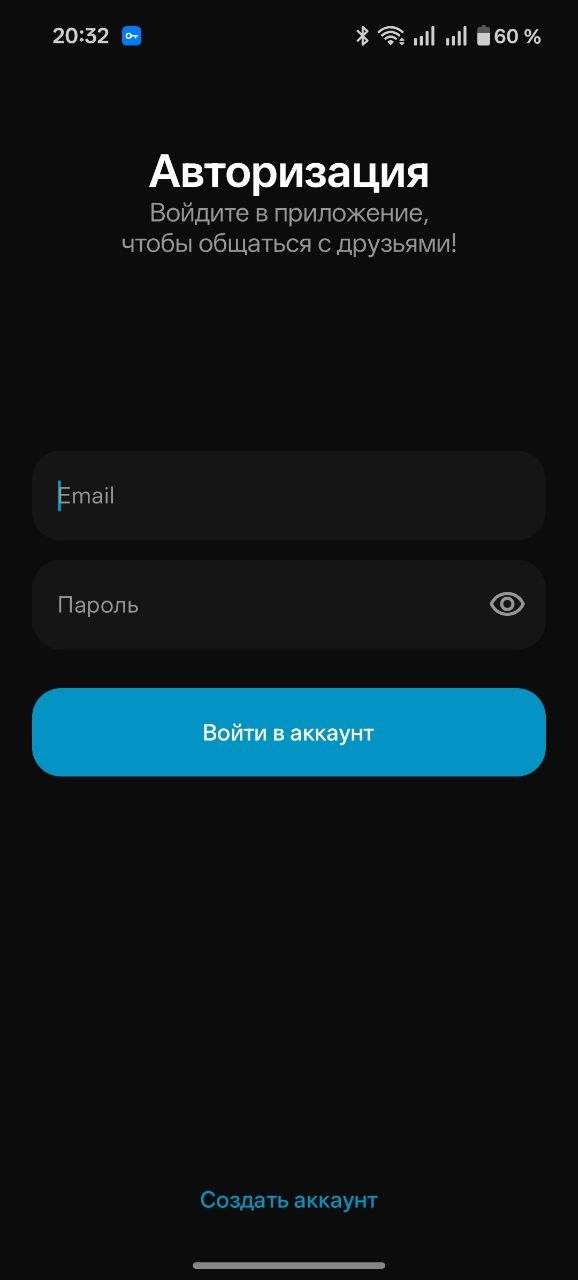 20:32
60 %
Авторизация
Войдите в приложение,
чтобы общаться с друзьями!
Email
Пароль
Войти в аккаунт
Создать аккаунт